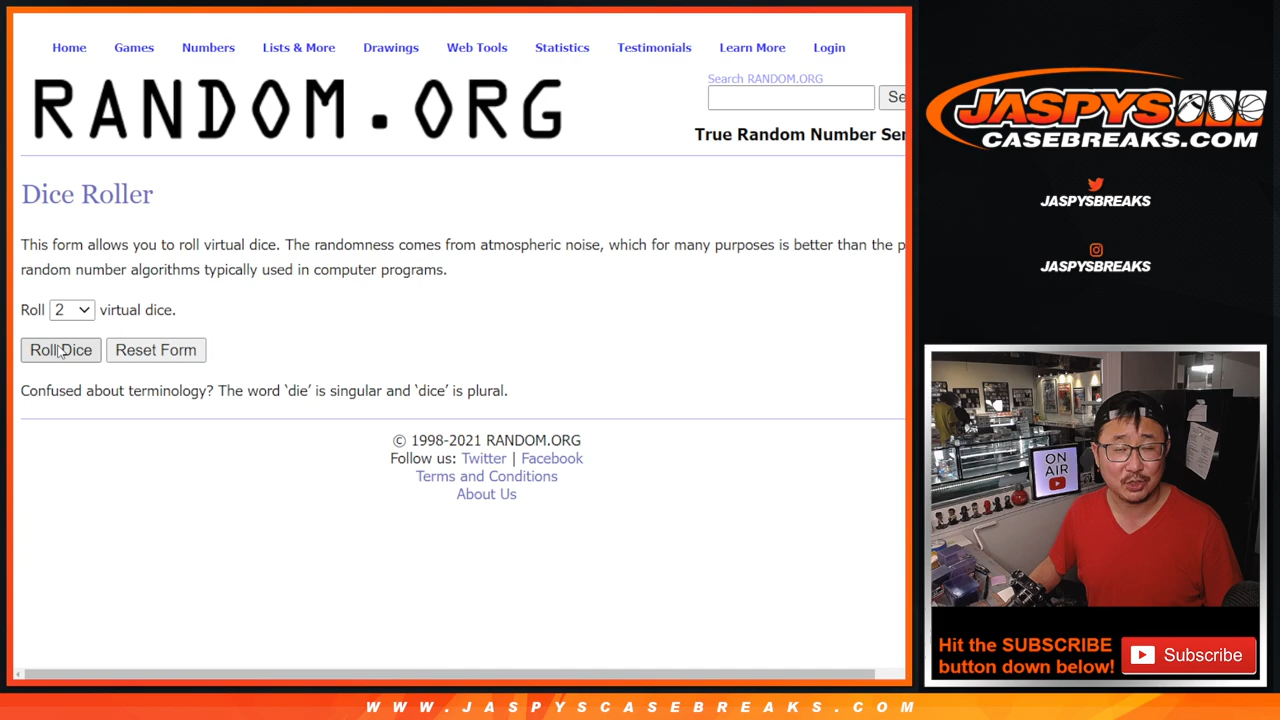 Home Games Numbers Lists & More Drawings Web Tools Statistics Testimonials Learn More Login
RANDOM.ORG
Search RANDOM.ORG
Se
True Random Number Ser
Dice Roller
This form allows you to roll virtual dice. The randomness comes from atmospheric noise, which for many purposes is better than the p
random number algorithms typically used in computer programs.
Roll 2 virtual dice.
Roll Dice Reset Form
Confused about terminology? The word ‘die’ is singular and ‘dice’ is plural.
© 1998-2021 RANDOM.ORG
Follow us: Twitter | Facebook
Terms and Conditions
About Us
JASPYS
CASEBREAKS.COM
JASPYSBREAKS
JASPYSBREAKS
ON
AIR
Hit the SUBSCRIBE
button down below!
Subscribe
WWW.JASPYSCASEBREAKS.COM